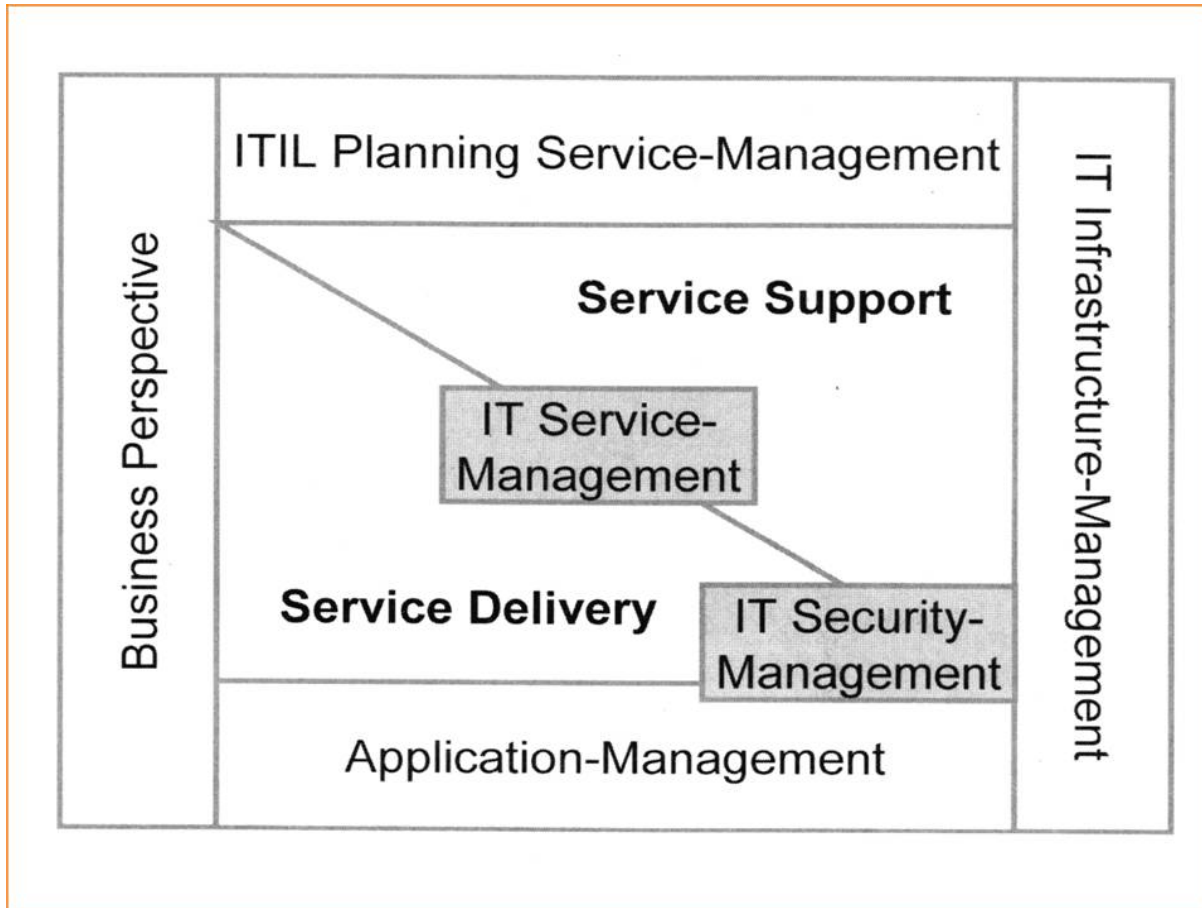 ITIL Planning Service-Management
Business Perspective
Service Support
IT Service-
Management
Service Delivery
IT Security-
Management
Application-Management
IT Infrastructure-Management